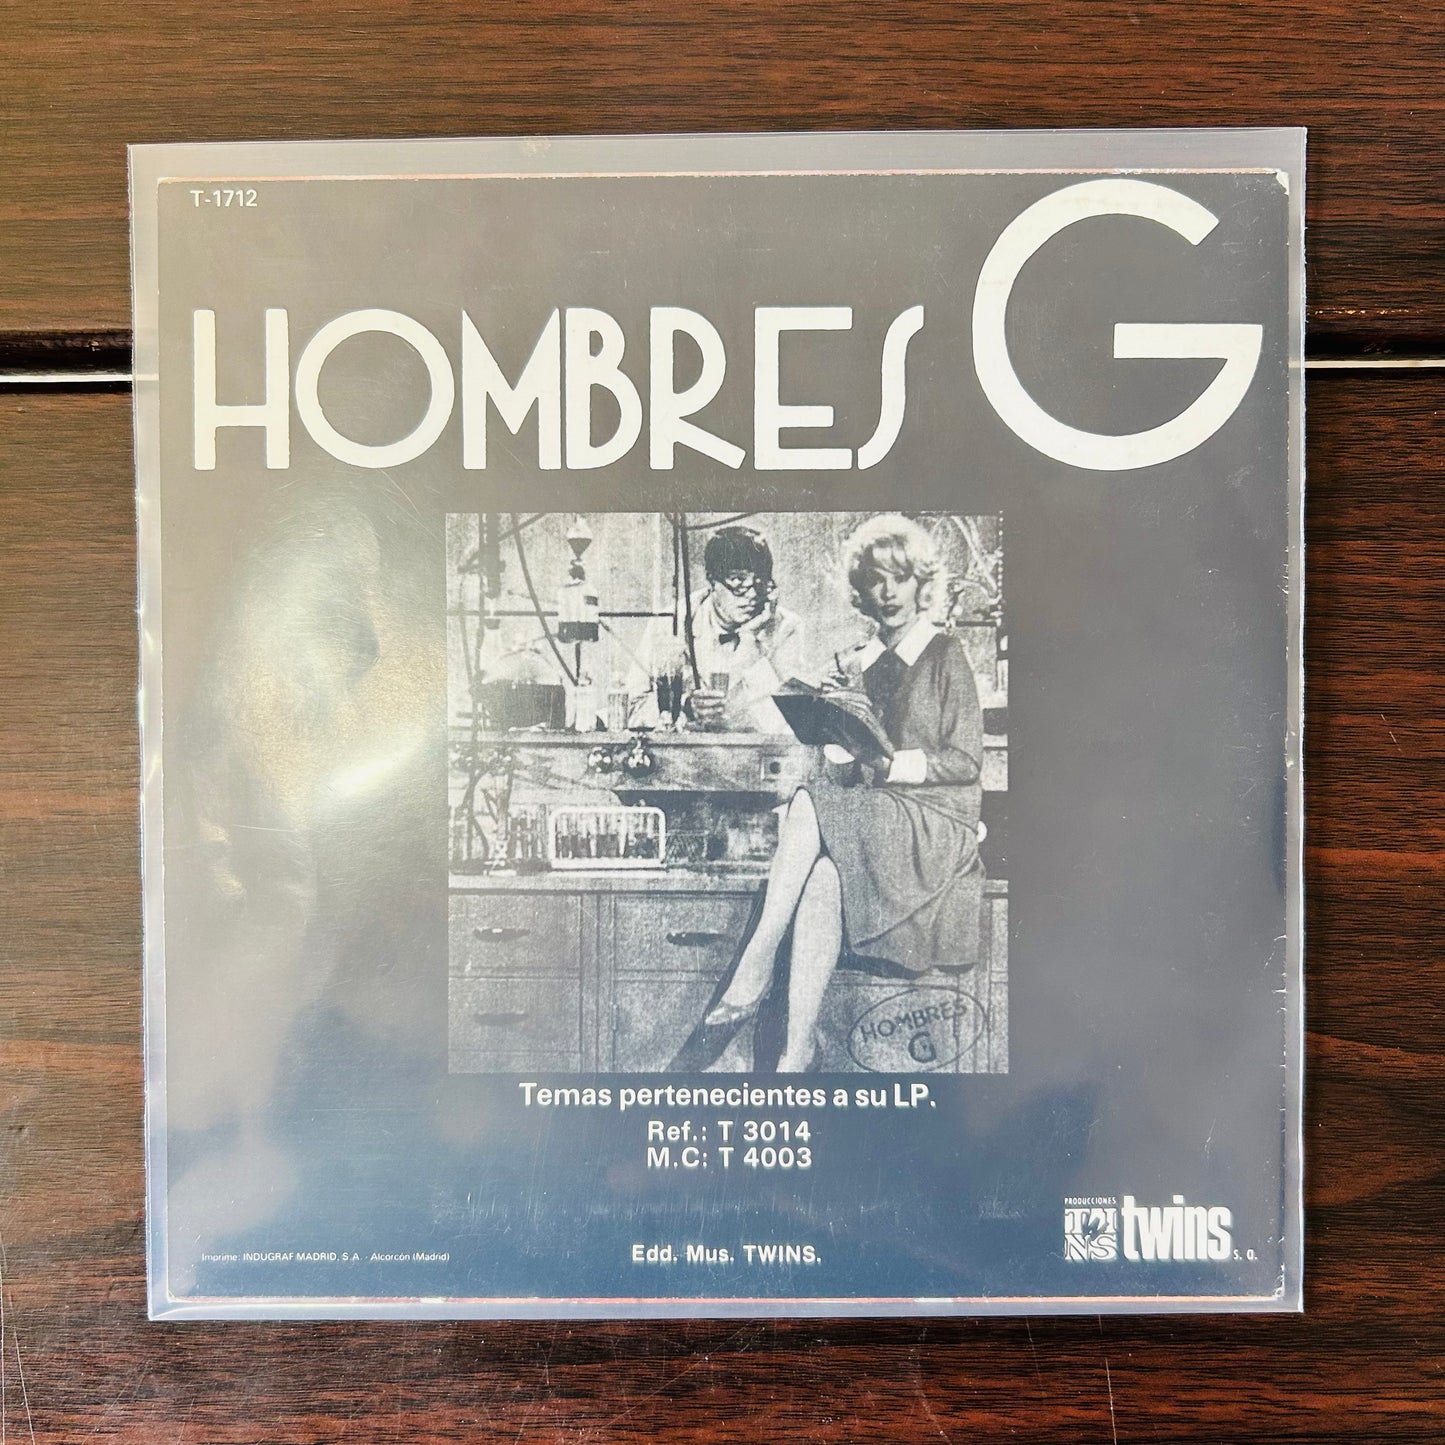 T-1712
HOMBRES G
HOMBRES
G
Temas pertenecientes a su LP.
Ref.: T 3014
M.C: T 4003
PRODUCCIONES
TWINS
twins s.a.
Imprime: INDUGRAF MADRID, S.A. - Alcorcón (Madrid)
Edd. Mus. TWINS.